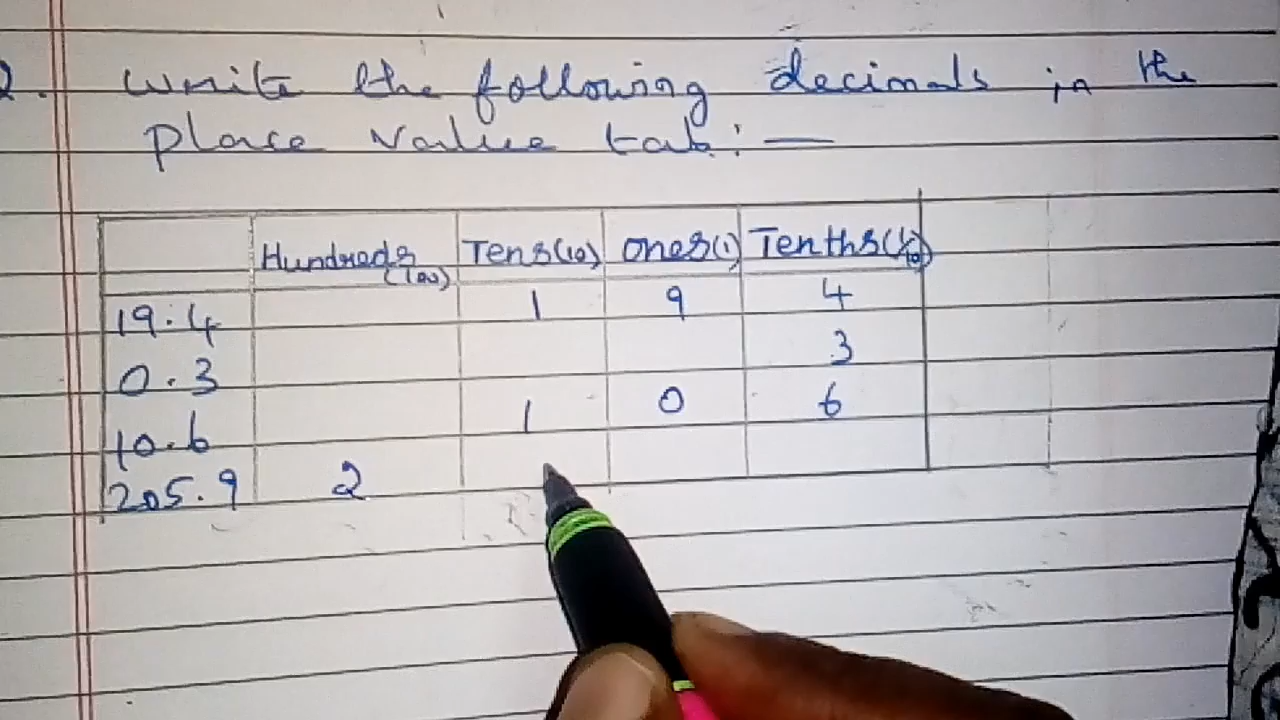 2. Write the following decimals in the
place value tab:—
Hundreds (100) Tens(10) Ones(1) Tenths(1/10)
19.4 1 9 4
0.3 3
10.6 1 0 6
205.9 2